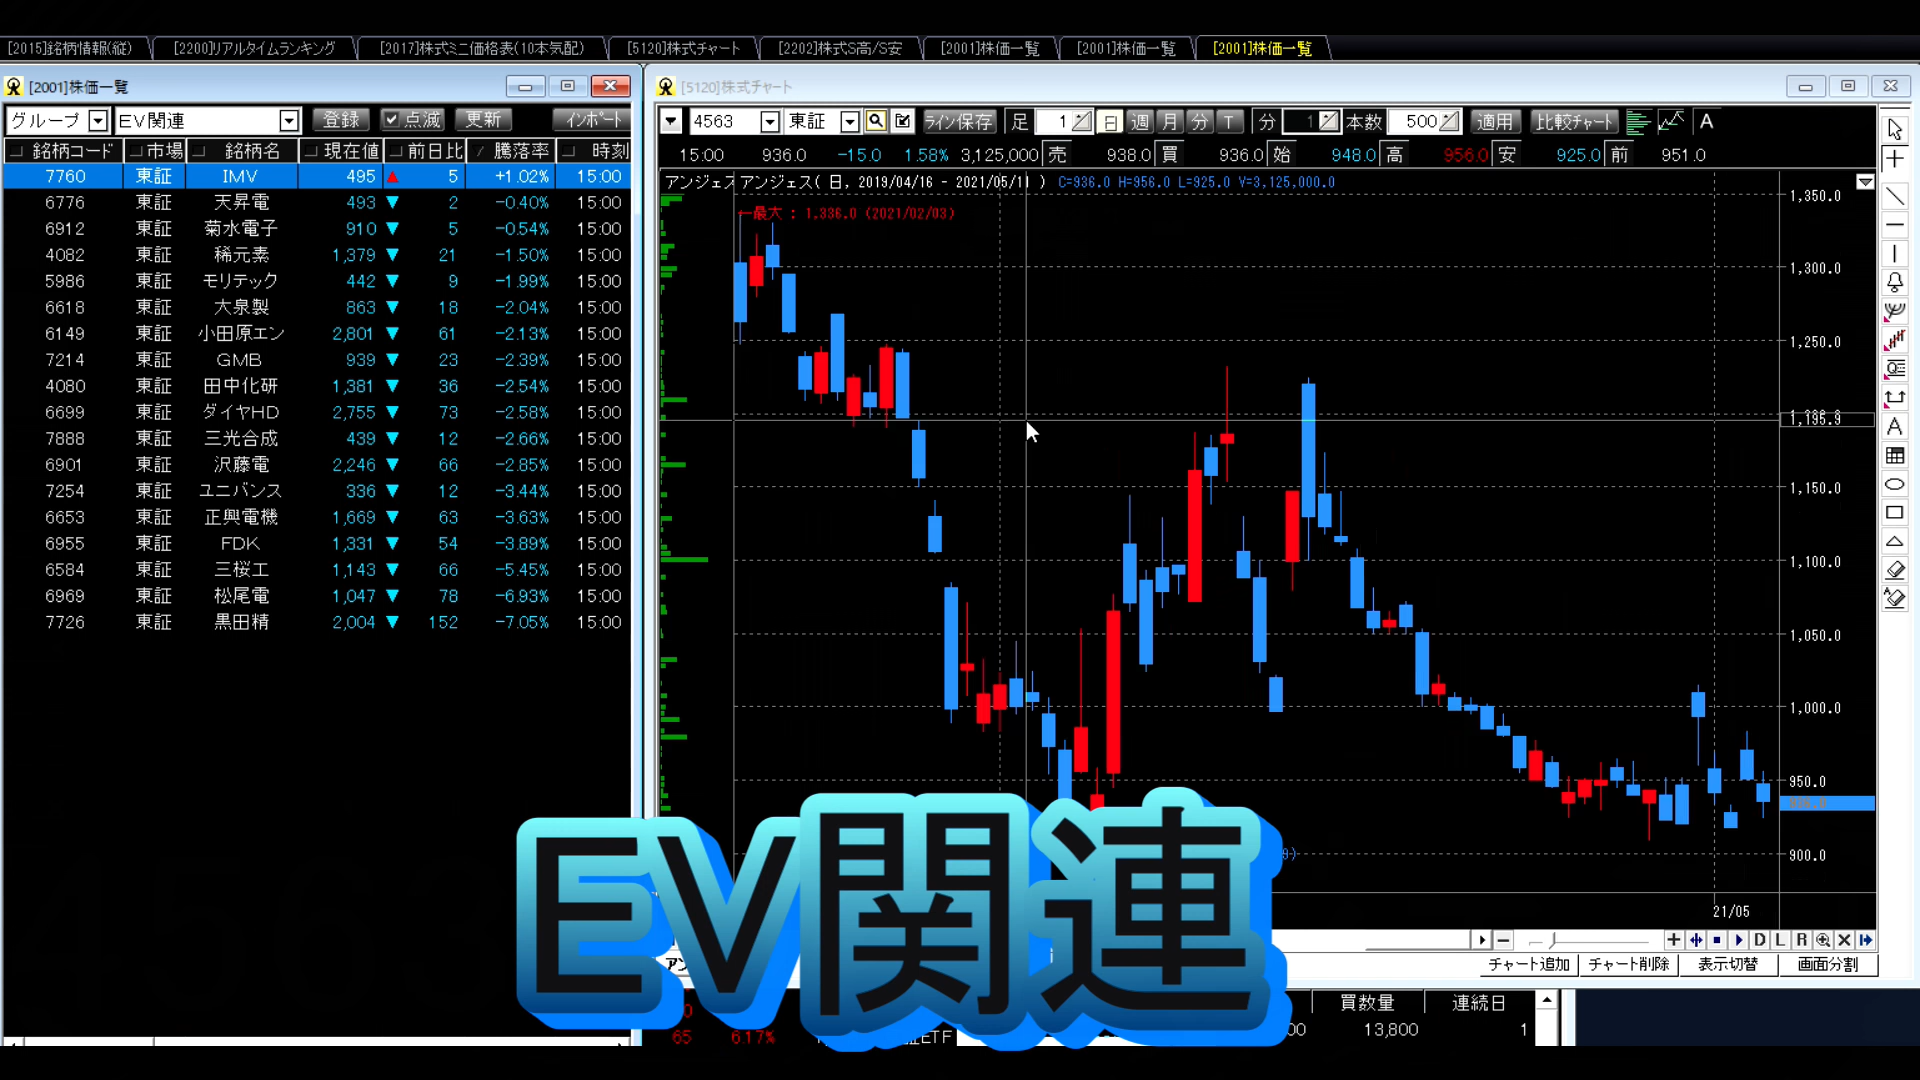 [2015]銘柄情報(縦) [2200]リアルタイムランキング [2017]株式ミニ価格表(10本気配) [5120]株式チャート [2202]株式S高/S安 [2001]株価一覧 [2001]株価一覧 [2001]株価一覧
[2001]株価一覧
グループ EV関連 登録 点滅 更新 インポート
銘柄コード 市場 銘柄名 現在値 前日比 騰落率 時刻
7760 東証 IMV 495 ▲ 5 +1.02% 15:00
6776 東証 天昇電 493 ▼ 2 -0.40% 15:00
6912 東証 菊水電子 910 ▼ 5 -0.54% 15:00
4082 東証 稀元素 1,379 ▼ 21 -1.50% 15:00
5986 東証 モリテック 442 ▼ 9 -1.99% 15:00
6618 東証 大泉製 863 ▼ 18 -2.04% 15:00
6149 東証 小田原エン 2,801 ▼ 61 -2.13% 15:00
7214 東証 GMB 939 ▼ 23 -2.39% 15:00
4080 東証 田中化研 1,381 ▼ 36 -2.54% 15:00
6699 東証 ダイヤHD 2,755 ▼ 73 -2.58% 15:00
7888 東証 三光合成 439 ▼ 12 -2.66% 15:00
6901 東証 沢藤電 2,246 ▼ 66 -2.85% 15:00
7254 東証 ユニバンス 336 ▼ 12 -3.44% 15:00
6653 東証 正興電機 1,669 ▼ 63 -3.63% 15:00
6955 東証 FDK 1,331 ▼ 54 -3.89% 15:00
6584 東証 三桜工 1,143 ▼ 66 -5.45% 15:00
6969 東証 松尾電 1,047 ▼ 78 -6.93% 15:00
7726 東証 黒田精 2,004 ▼ 152 -7.05% 15:00
[5120]株式チャート
4563 東証 ライン保存 足 1 日 週 月 分 T 分 1 本数 500 適用 比較チャート A
15:00 936.0 -15.0 1.58% 3,125,000 売 938.0 買 936.0 始 948.0 高 956.0 安 925.0 前 951.0
アンジェス アンジェス( 日, 2019/04/16 - 2021/05/11 ) C=936.0 H=956.0 L=925.0 V=3,125,000.0
←最大 : 1,336.0 (2021/02/03)
1,350.0
1,300.0
1,250.0
1,195.9
1,150.0
1,100.0
1,050.0
1,000.0
950.0
936.0
900.0
21/05
D L R
チャート追加 チャート削除 表示切替 画面分割
EV関連
買数量 連続日
13,800 1
65 6.17% ETF